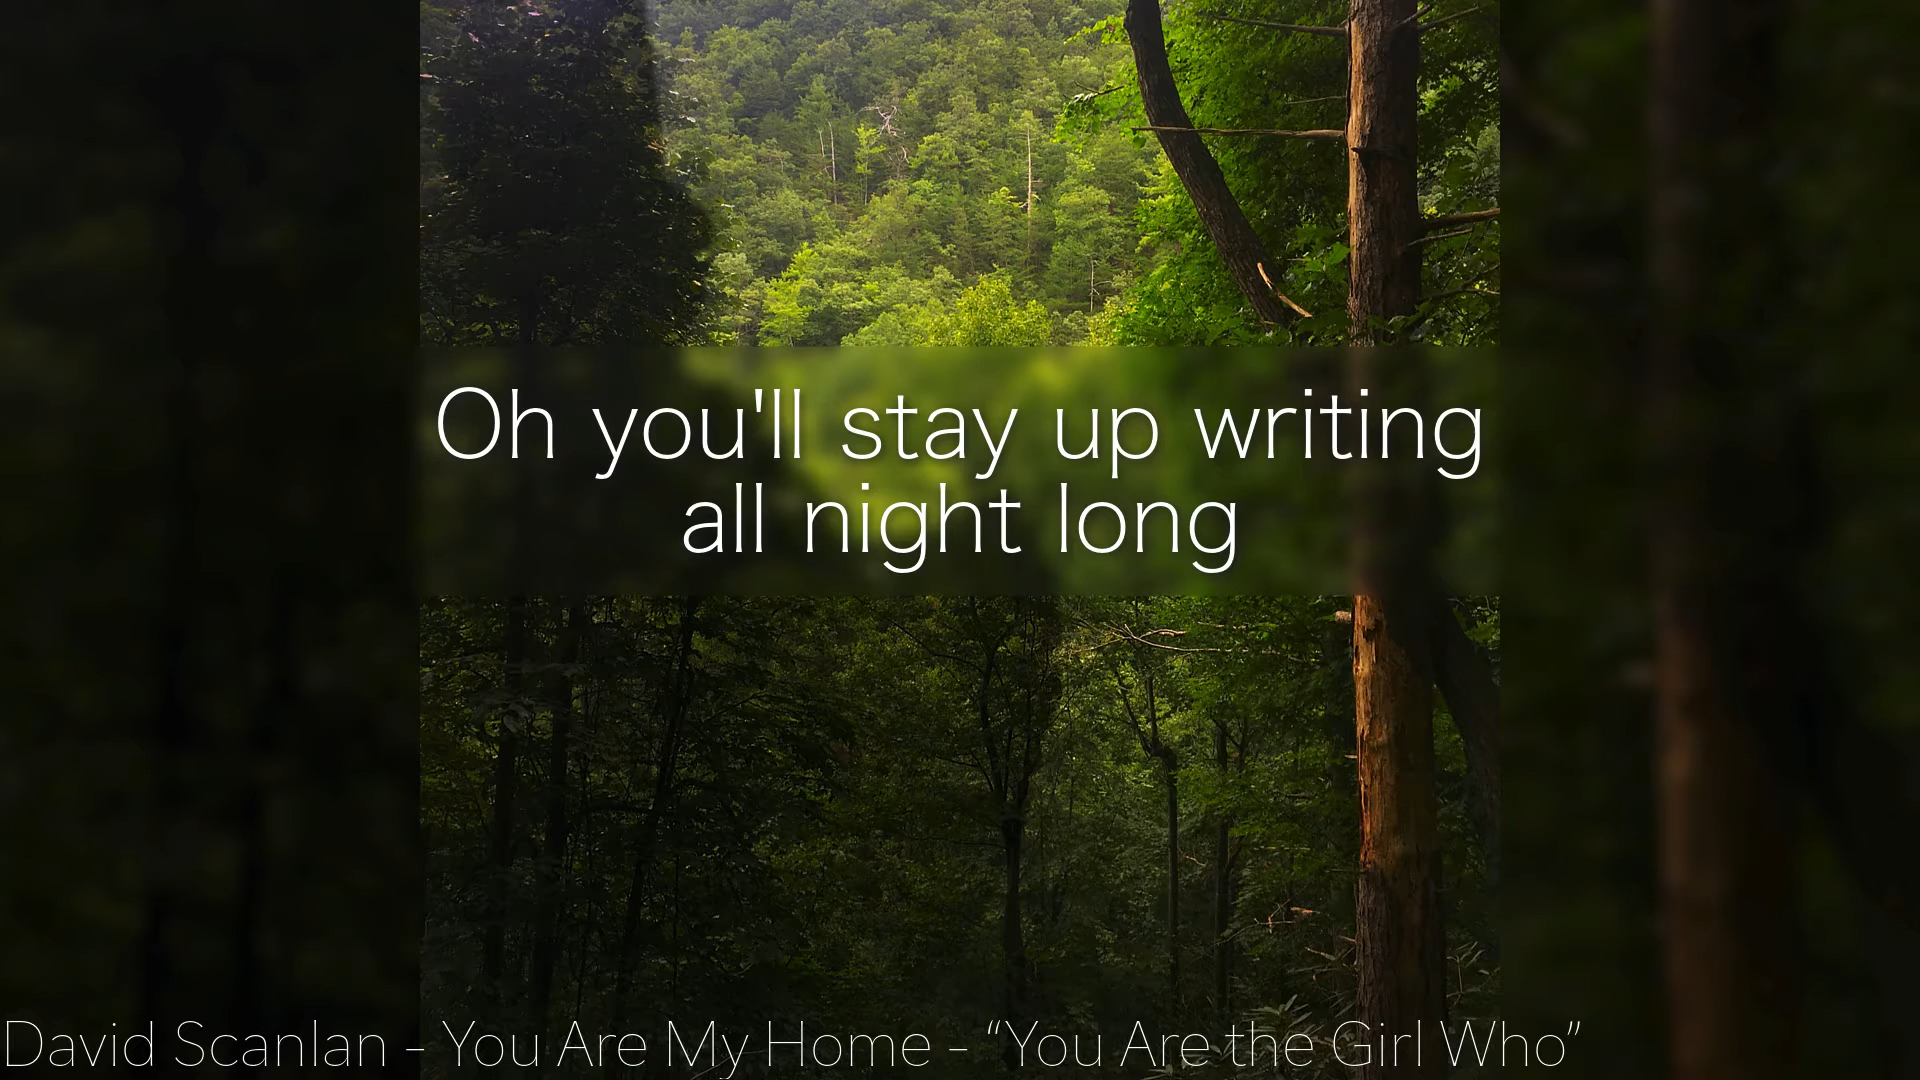 Oh you'll stay up writing
all night long
David Scanlan – You Are My Home – “You Are the Girl Who”